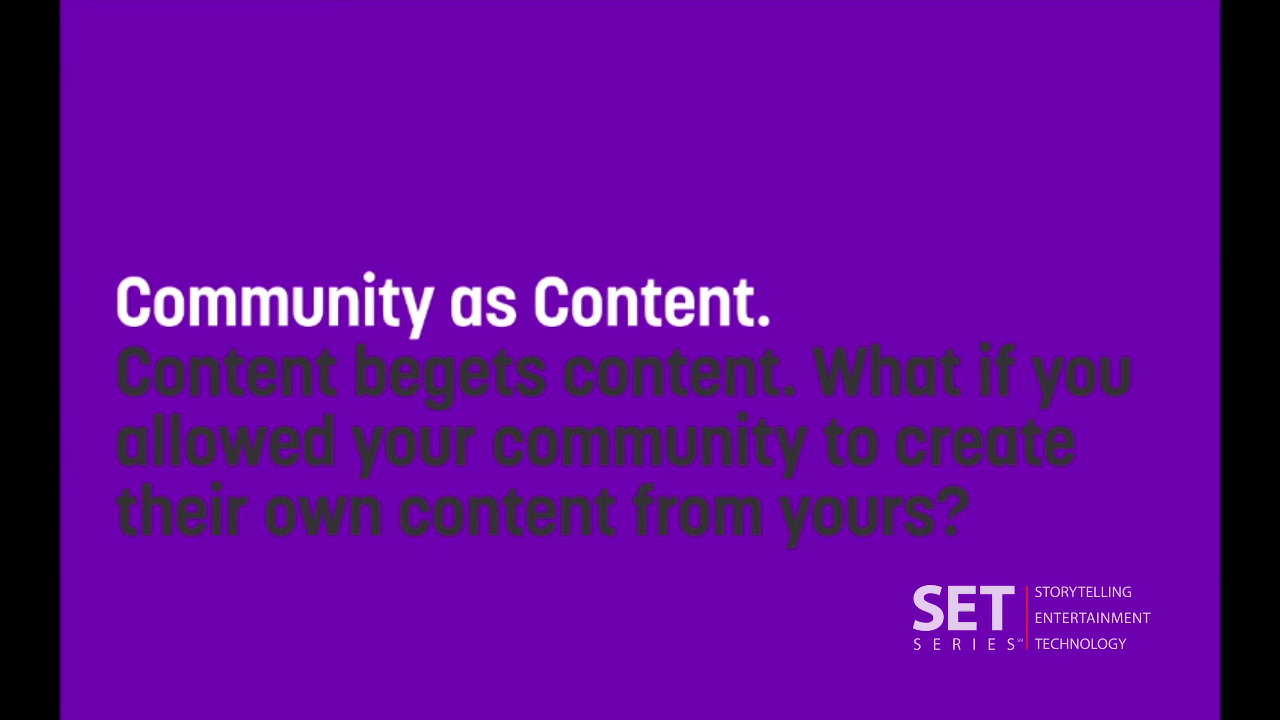 Community as Content.
Content begets content. What if you
allowed your community to create
their own content from yours?
SET
SERIES℠
STORYTELLING
ENTERTAINMENT
TECHNOLOGY